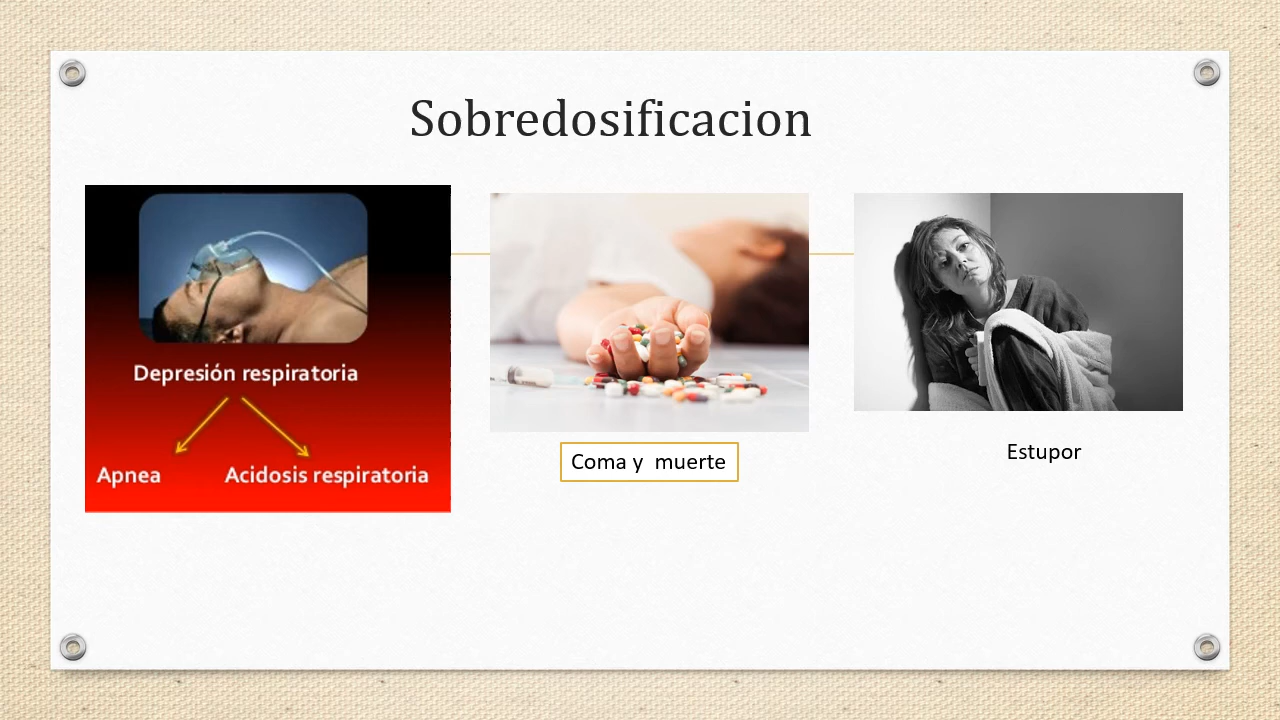 Sobredosificacion
Depresión respiratoria
Apnea
Acidosis respiratoria
Coma y  muerte
Estupor